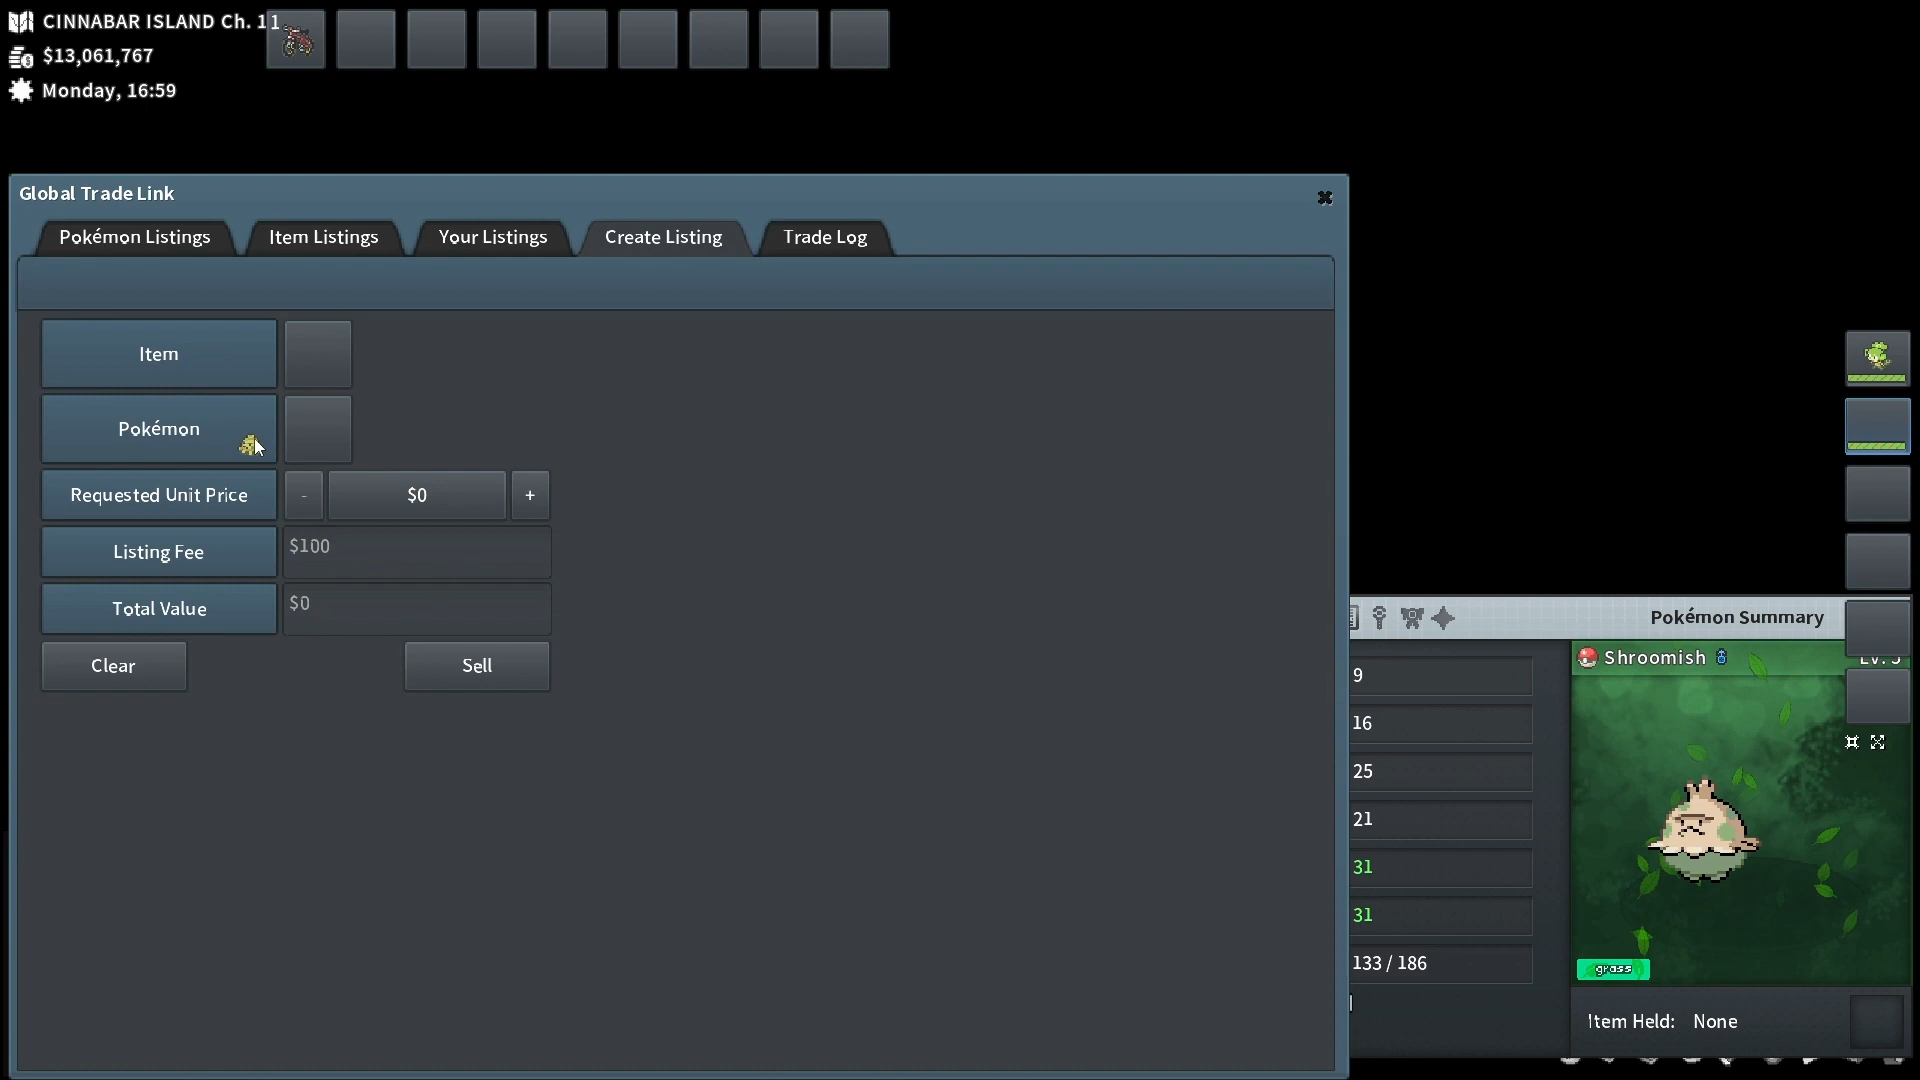 CINNABAR ISLAND Ch. 11
$13,061,767
Monday, 16:59
Global Trade Link
Pokémon Listings
Item Listings
Your Listings
Create Listing
Trade Log
Item
Pokémon
Requested Unit Price
-
$0
+
Listing Fee
$100
Total Value
$0
Clear
Sell
Pokémon Summary
Shroomish
9
16
25
21
31
31
133 / 186
grass
Item Held: None